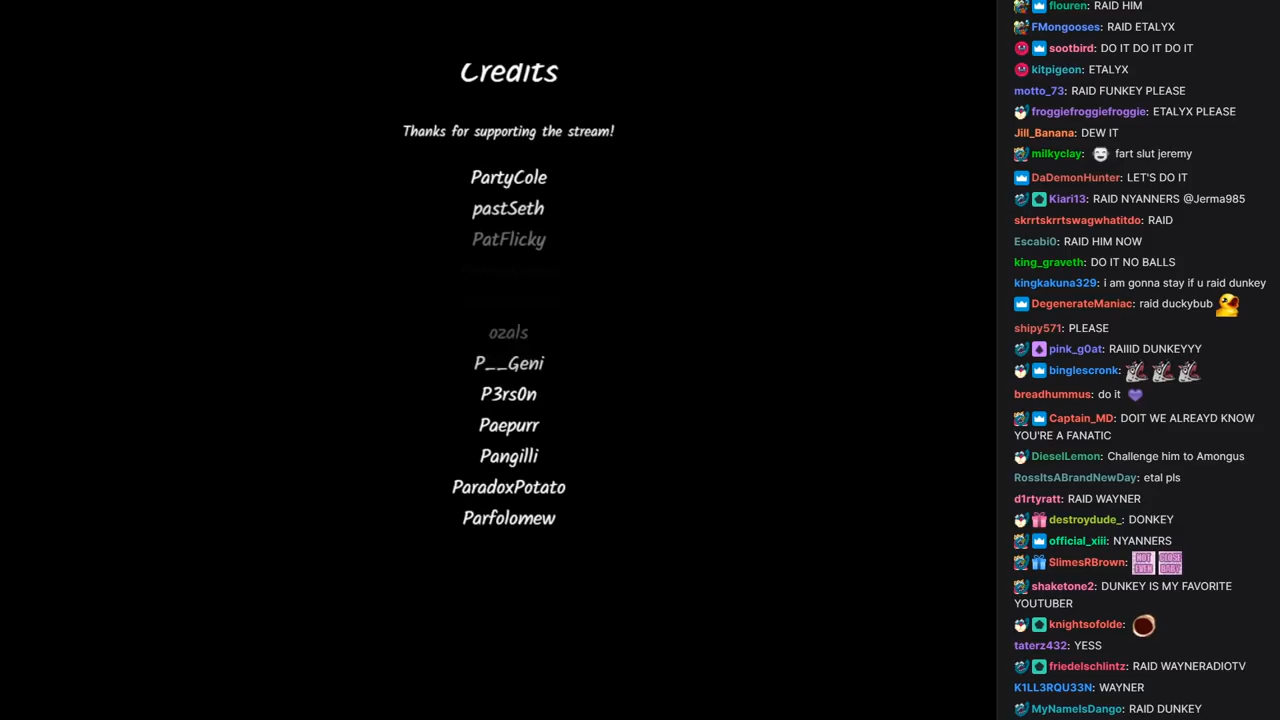 Credits
Thanks for supporting the stream!
PartyCole
pastSeth
PatFlicky
ozals
P__Geni
P3rs0n
Paepurr
Pangilli
ParadoxPotato
Parfolomew
flouren: RAID HIM
FMongooses: RAID ETALYX
sootbird: DO IT DO IT DO IT
kitpigeon: ETALYX
motto_73: RAID FUNKEY PLEASE
froggiefroggiefroggie: ETALYX PLEASE
Jill_Banana: DEW IT
milkyclay: fart slut jeremy
DaDemonHunter: LET'S DO IT
Kiari13: RAID NYANNERS @Jerma985
skrrtskrrtswagwhatitdo: RAID
Escabi0: RAID HIM NOW
king_graveth: DO IT NO BALLS
kingkakuna329: i am gonna stay if u raid dunkey
DegenerateManiac: raid duckybub
shipy571: PLEASE
pink_g0at: RAIIID DUNKEYYY
binglescronk:
breadhummus: do it
Captain_MD: DOIT WE ALREAYD KNOW
YOU'RE A FANATIC
DieselLemon: Challenge him to Amongus
RossItsABrandNewDay: etal pls
d1rtyratt: RAID WAYNER
destroydude_: DONKEY
official_xiii: NYANNERS
SlimesRBrown:
shaketone2: DUNKEY IS MY FAVORITE
YOUTUBER
knightsofolde:
taterz432: YESS
friedelschlintz: RAID WAYNERADIOTV
K1LL3RQU33N: WAYNER
MyNameIsDango: RAID DUNKEY